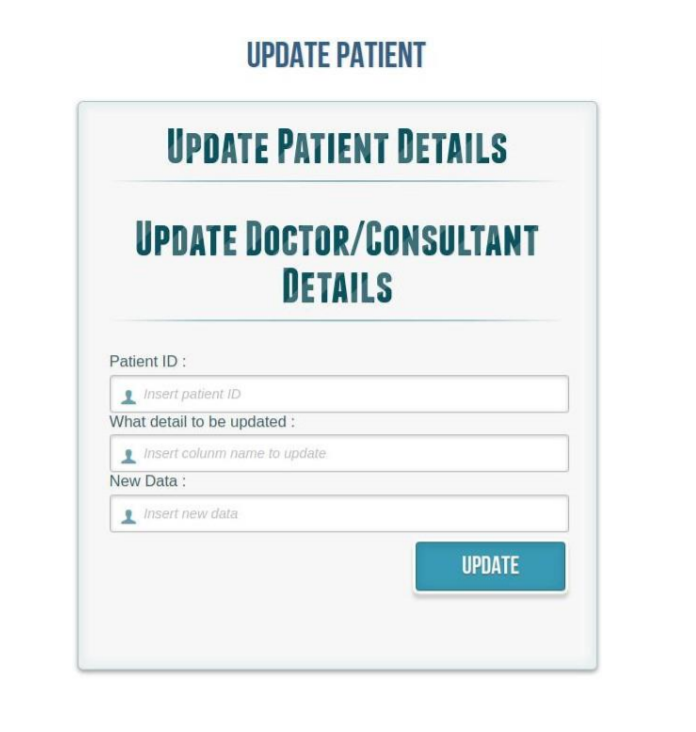 UPDATE PATIENT
UPDATE PATIENT DETAILS
UPDATE DOCTOR/CONSULTANT
DETAILS
Patient ID :
Insert patient ID
What detail to be updated :
Insert colunm name to update
New Data :
Insert new data
UPDATE